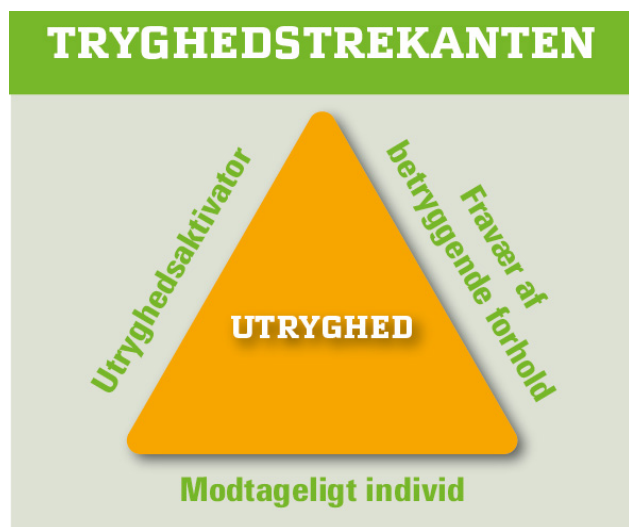 TRYGHEDSTREKANTEN
Utryghedsaktivator
Fravær af
betryggende forhold
UTRYGHED
Modtageligt individ